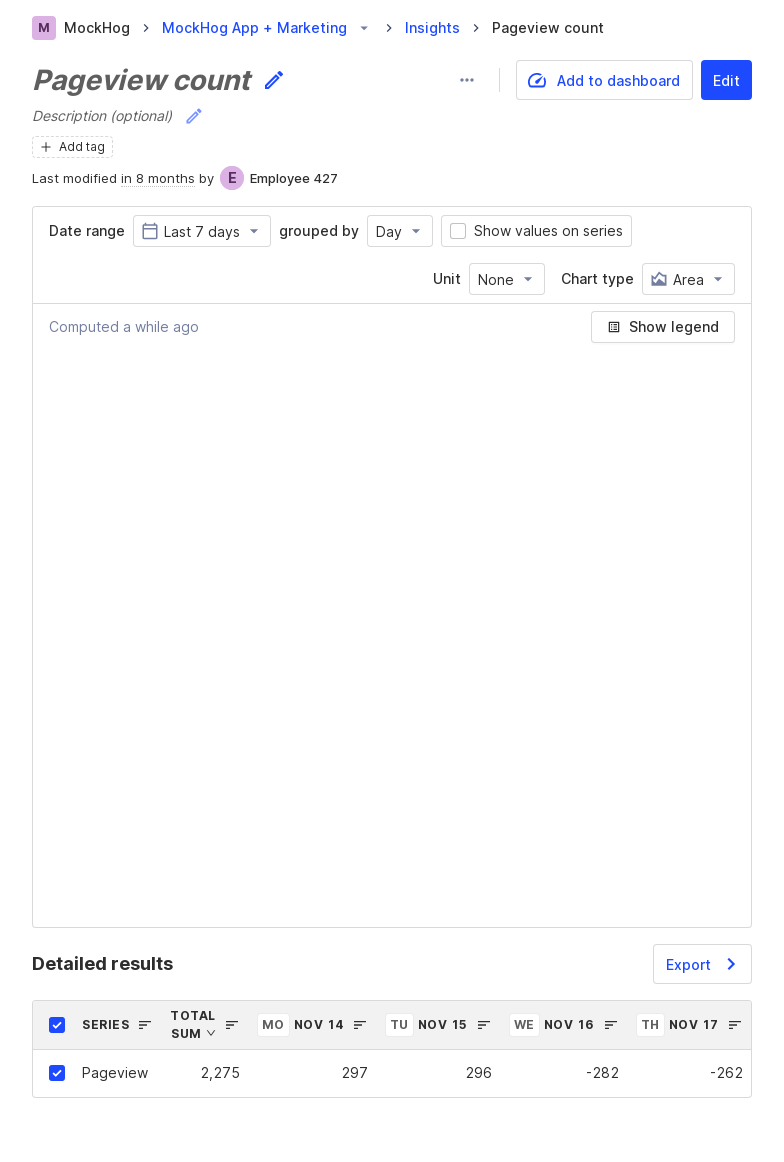 M MockHog MockHog App + Marketing Insights Pageview count
Pageview count
Add to dashboard Edit
Description (optional)
Add tag
Last modified in 8 months by E Employee 427
Date range Last 7 days grouped by Day Show values on series
Unit None Chart type Area
Computed a while ago Show legend
Detailed results Export
SERIES TOTAL SUM MO NOV 14 TU NOV 15 WE NOV 16 TH NOV 17
Pageview 2,275 297 296 -282 -262